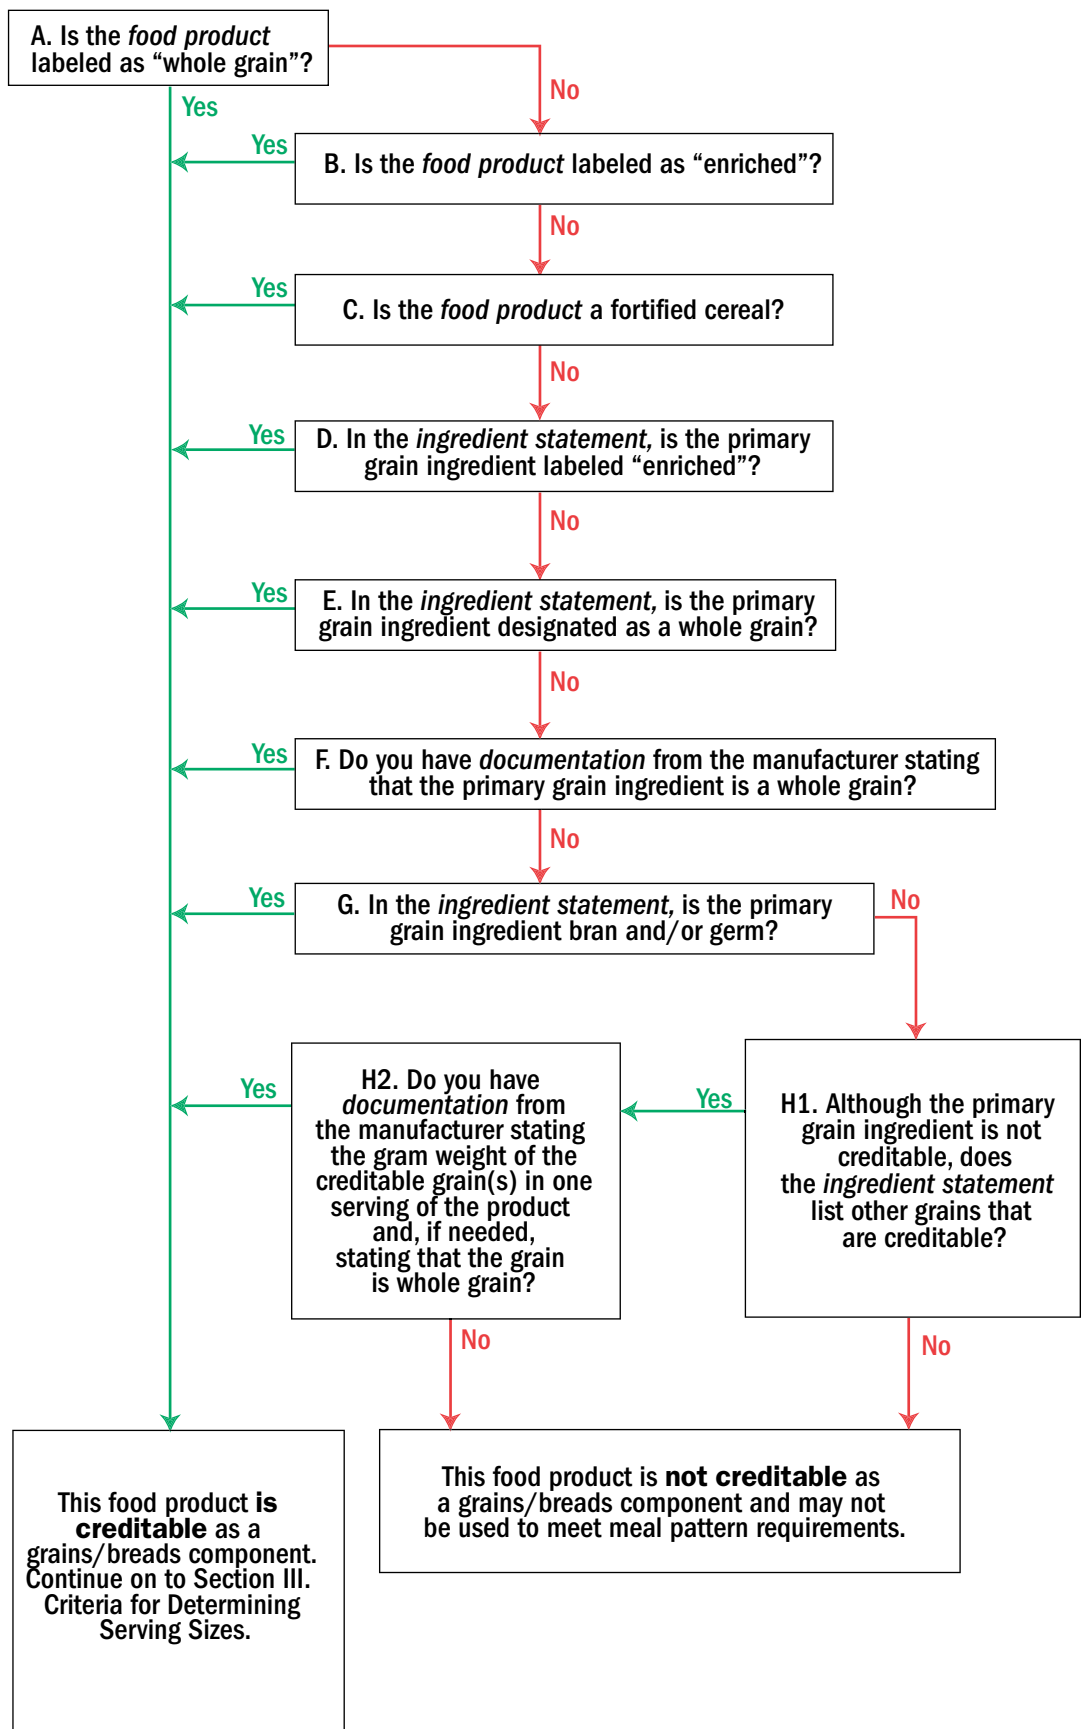 A. Is the food product
labeled as “whole grain”?
No
Yes
Yes
B. Is the food product labeled as “enriched”?
No
Yes
C. Is the food product a fortified cereal?
No
Yes
D. In the ingredient statement, is the primary
grain ingredient labeled “enriched”?
No
Yes
E. In the ingredient statement, is the primary
grain ingredient designated as a whole grain?
No
Yes
F. Do you have documentation from the manufacturer stating
that the primary grain ingredient is a whole grain?
No
Yes
G. In the ingredient statement, is the primary
grain ingredient bran and/or germ?
No
Yes
H2. Do you have
documentation from
the manufacturer stating
the gram weight of the
creditable grain(s) in one
serving of the product
and, if needed,
stating that the grain
is whole grain?
Yes
H1. Although the primary
grain ingredient is not
creditable, does
the ingredient statement
list other grains that
are creditable?
No
No
This food product is
creditable as a
grains/breads component.
Continue on to Section III.
Criteria for Determining
Serving Sizes.
This food product is not creditable as
a grains/breads component and may not
be used to meet meal pattern requirements.